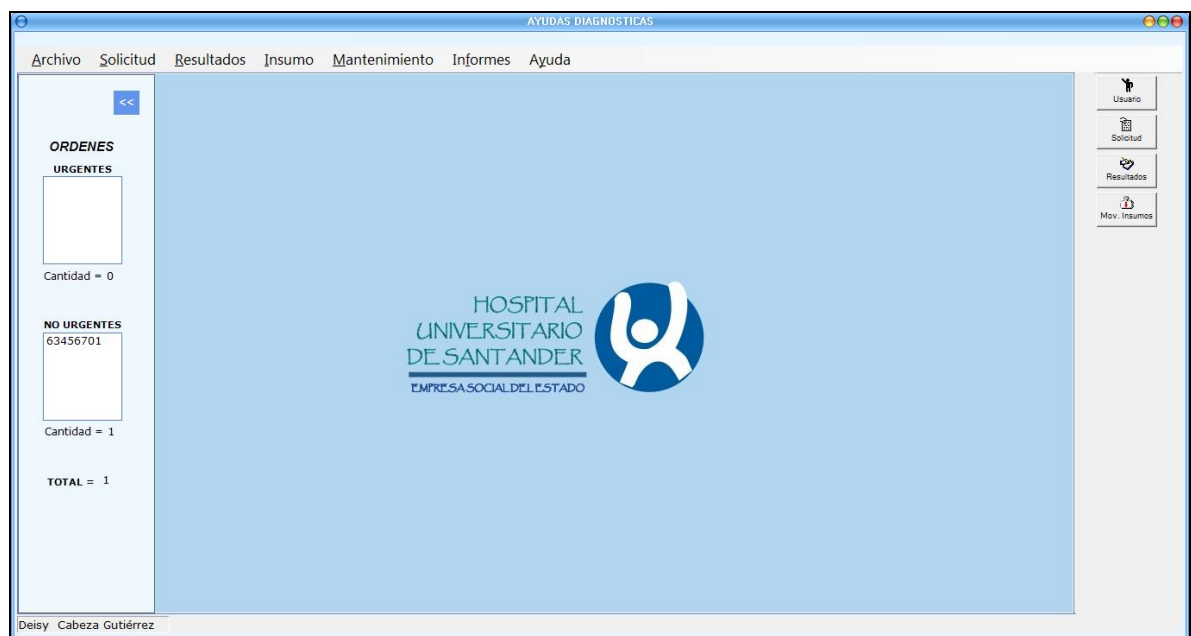 AYUDAS DIAGNOSTICAS
Archivo Solicitud Resultados Insumo Mantenimiento Informes Ayuda
<<
ORDENES
URGENTES
Cantidad = 0
NO URGENTES
63456701
Cantidad = 1
TOTAL = 1
HOSPITAL
UNIVERSITARIO
DE SANTANDER
EMPRESA SOCIAL DEL ESTADO
Usuario
Solicitud
Resultados
Mov. Insumos
Deisy Cabeza Gutiérrez